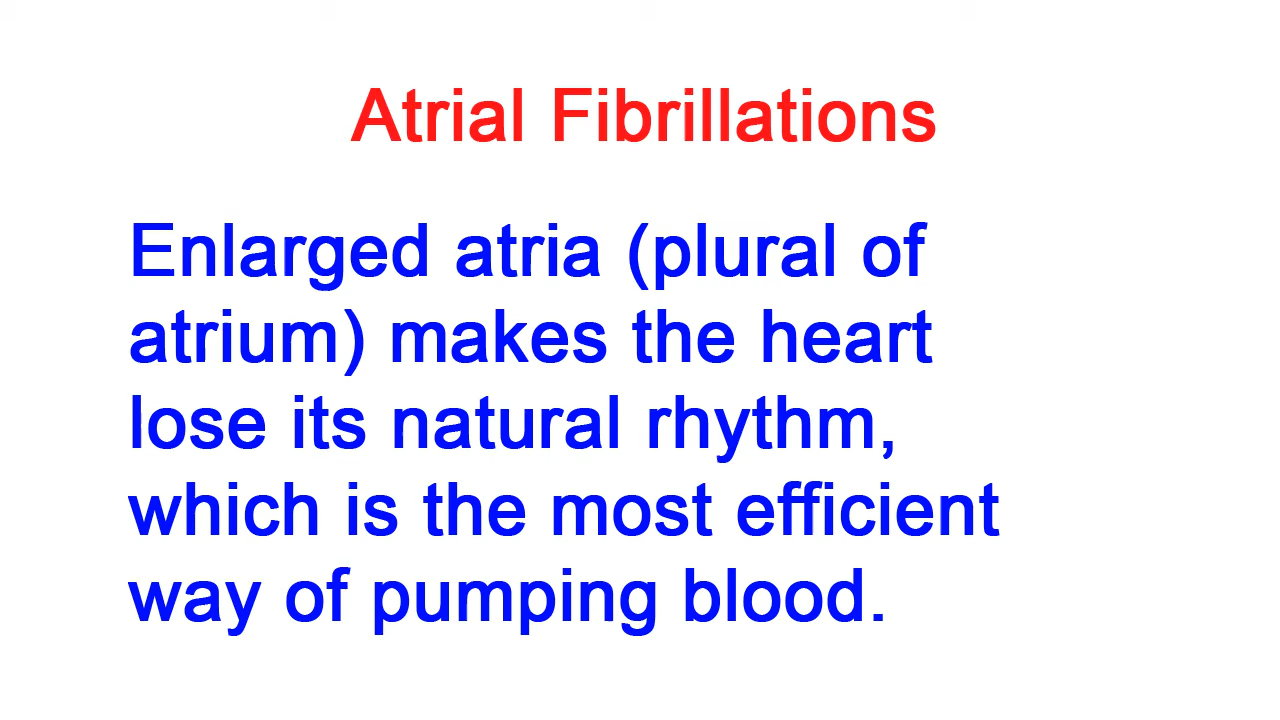 Atrial Fibrillations
Enlarged atria (plural of
atrium) makes the heart
lose its natural rhythm,
which is the most efficient
way of pumping blood.